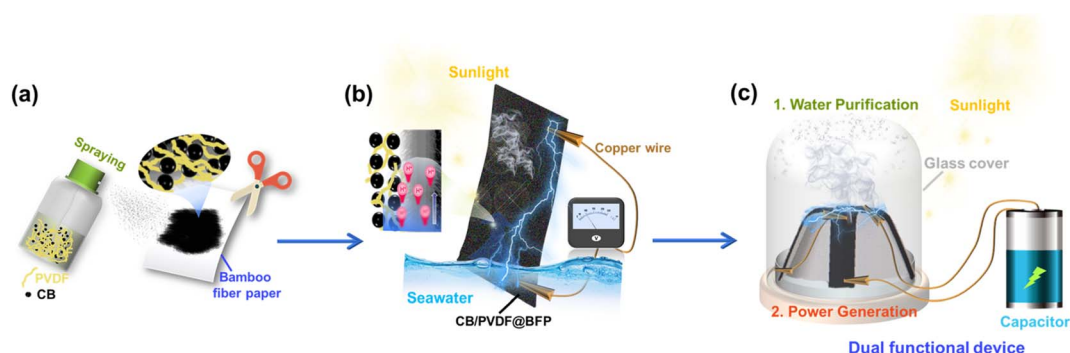 (a)
Spraying
PVDF
CB
Bamboo
fiber paper
(b)
Sunlight
Copper wire
V
Seawater
CB/PVDF@BFP
(c)
1. Water Purification
Sunlight
Glass cover
2. Power Generation
Capacitor
Dual functional device